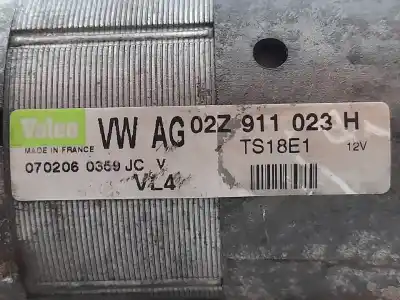 Valeo VW AG 02Z 911 023 H
MADE IN FRANCE TS18E1 12V
070206 0359 JC V
VL4